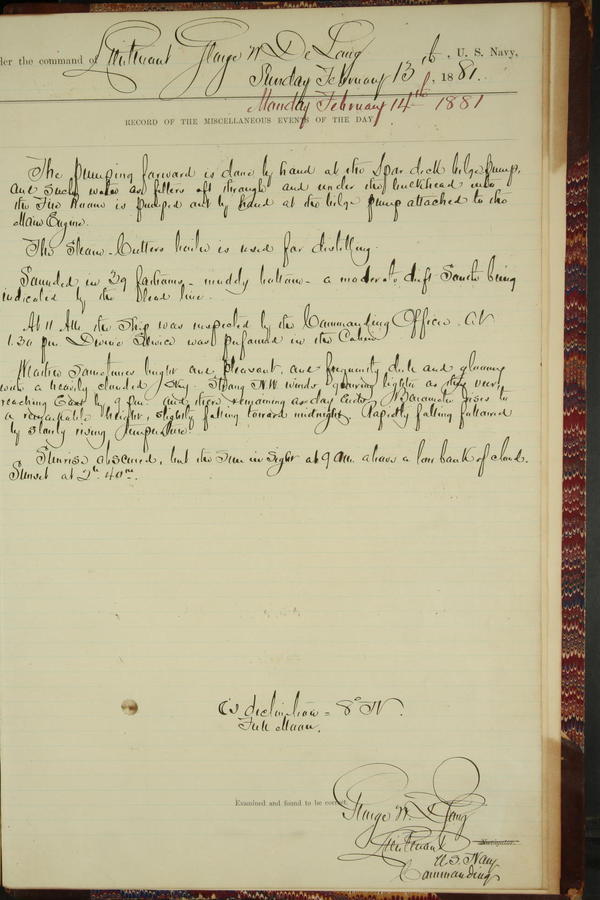 der the command of Lieutenant George W. De Long, U. S. Navy,
Sunday February 13th, 1881.
Monday February 14th 1881
RECORD OF THE MISCELLANEOUS EVENTS OF THE DAY.
The pumping forward is done by hand at the Spar deck bilge pump,
and such water as filters aft through and under the bulkhead into
the Fire Room is pumped out by hand at the bilge pump attached to the
Main Engine.
The Steam-Cutters boiler is used for distilling.
Sounded in 39 fathoms - muddy bottom - a moderate drift South being
indicated by the lead line.
At 11 AM the Ship was inspected by the Commanding Officer. At
1.30 pm Divine Service was performed in the Cabin.
Weather sometimes bright and pleasant, and frequently dull and gloomy
with a heavily clouded sky. Strong N.W. winds growing lighter as they veer,
reaching East by 9 pm and there remaining as day ends. Barometer rises to
a remarkable height, slightly falling toward midnight. Rapidly falling followed
by slowly rising temperature.
Sunrise obscured, but the Sun in sight at 9 am above a low bank of cloud.
Sunset at 2h 40m.
☾'s declination = 8° N.
Full Moon.
Examined and found to be correct.
George W. De Long
Lieutenant Navigator.
U.S. Navy
Commanding